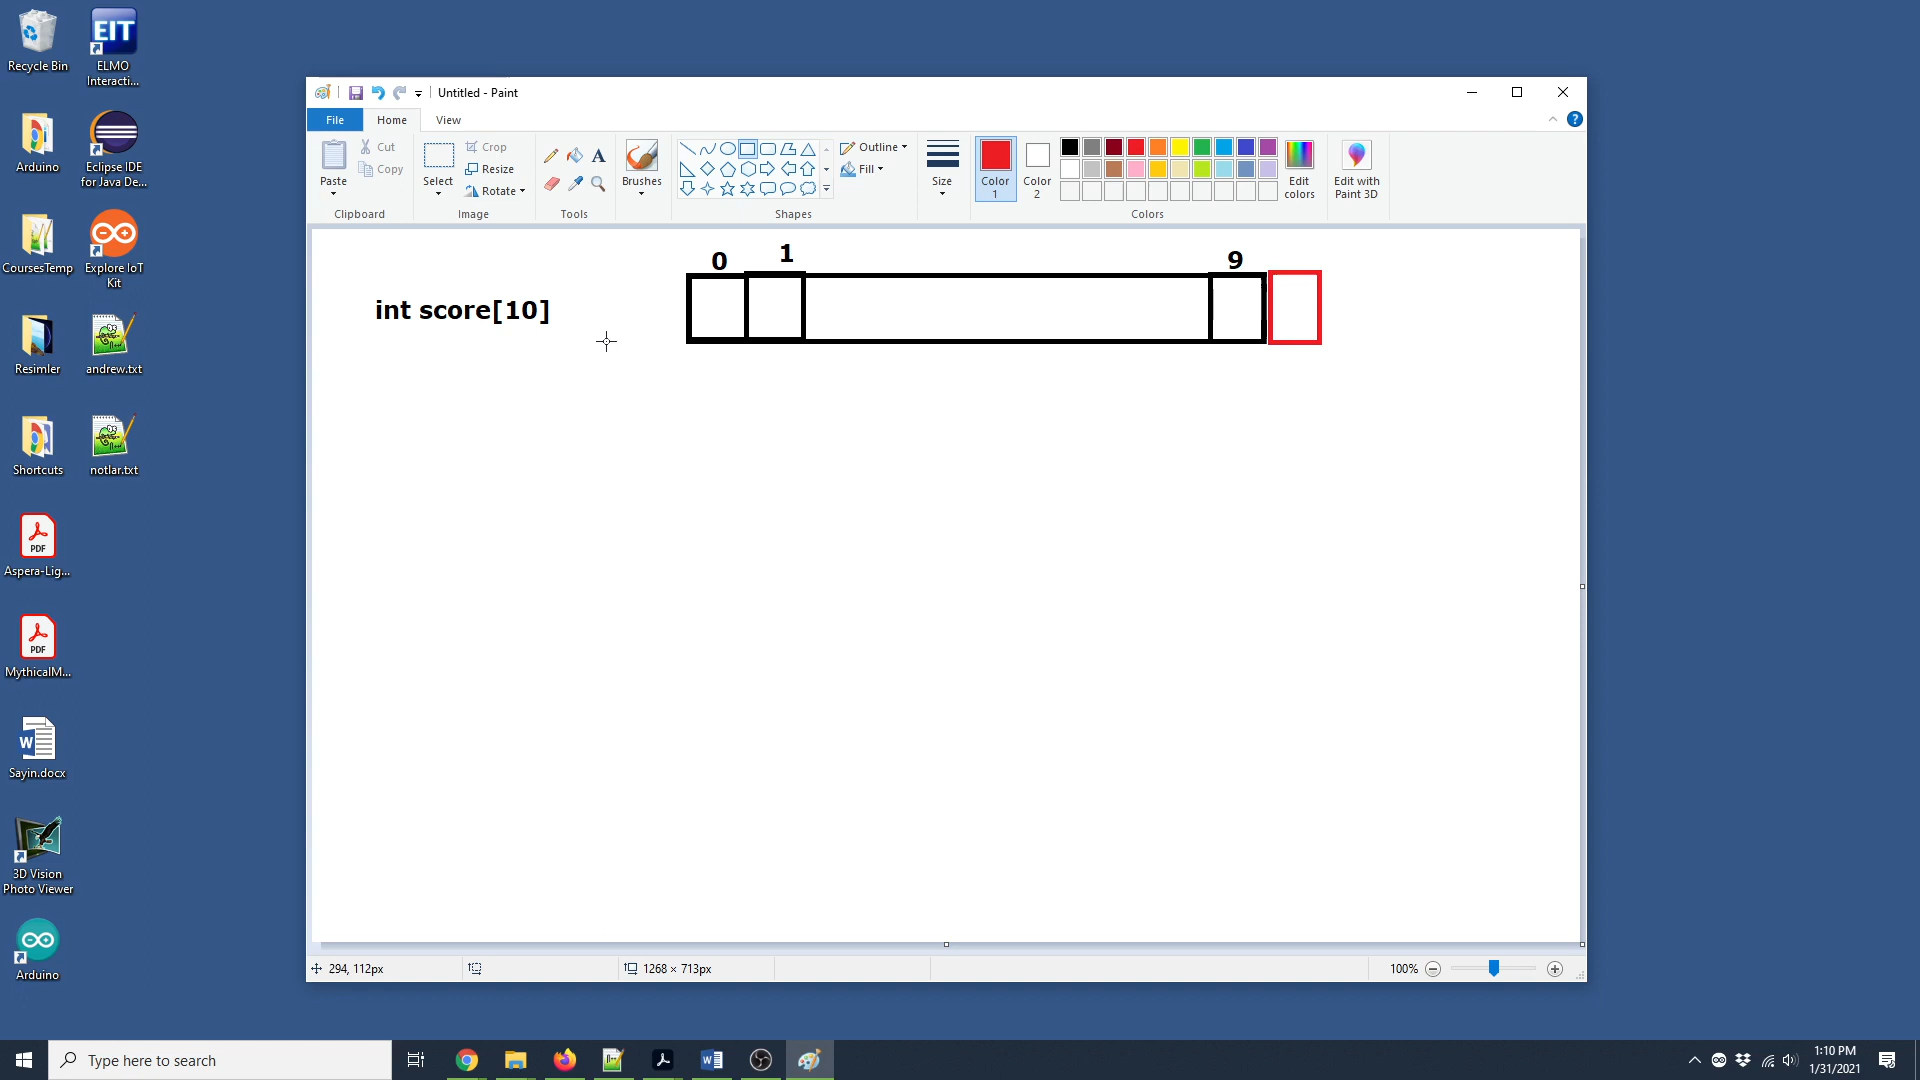 Recycle Bin
EIT
ELMO
Interacti...
Arduino
Eclipse IDE
for Java De...
CoursesTemp
Explore IoT
Kit
Resimler
andrew.txt
Shortcuts
notlar.txt
PDF
Aspera-Lig...
PDF
MythicalM...
W
Sayin.docx
3D Vision
Photo Viewer
Arduino
Untitled - Paint
File Home View
Paste
Cut
Copy
Clipboard
Select
Crop
Resize
Rotate
Image
A
Tools
Brushes
Outline
Fill
Shapes
Size
Color
1
Color
2
Edit
colors
Colors
Edit with
Paint 3D
0 1 9
int score[10]
294, 112px
1268 × 713px
100%
Type here to search
W
1:10 PM
1/31/2021